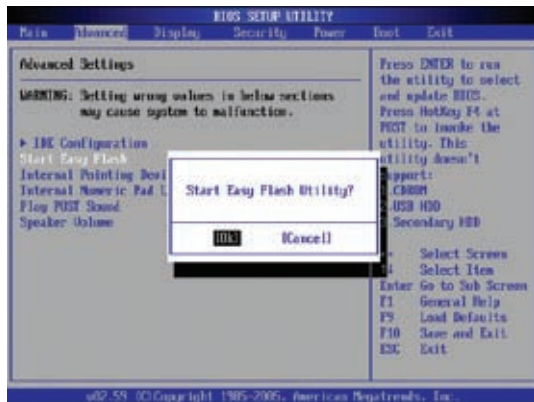 BIOS SETUP UTILITY
Main Advanced Display Security Power Boot Exit
Advanced Settings
WARNING: Setting wrong values in below sections
may cause system to malfunction.
IDE Configuration
Start Easy Flash
Internal Pointing Devi
Internal Numeric Pad L
Play POST Sound
Speaker Volume
Start Easy Flash Utility?
[Ok] [Cancel]
Press ENTER to run
the utility to select
and update BIOS.
Press HotKey F4 at
POST to invoke the
utility. This
utility doesn't
support:
CDROM
USB HDD
Secondary HDD
Select Screen
Select Item
Enter Go to Sub Screen
F1 General Help
F9 Load Defaults
F10 Save and Exit
ESC Exit
v02.59 (C)Copyright 1985-2005, American Megatrends, Inc.